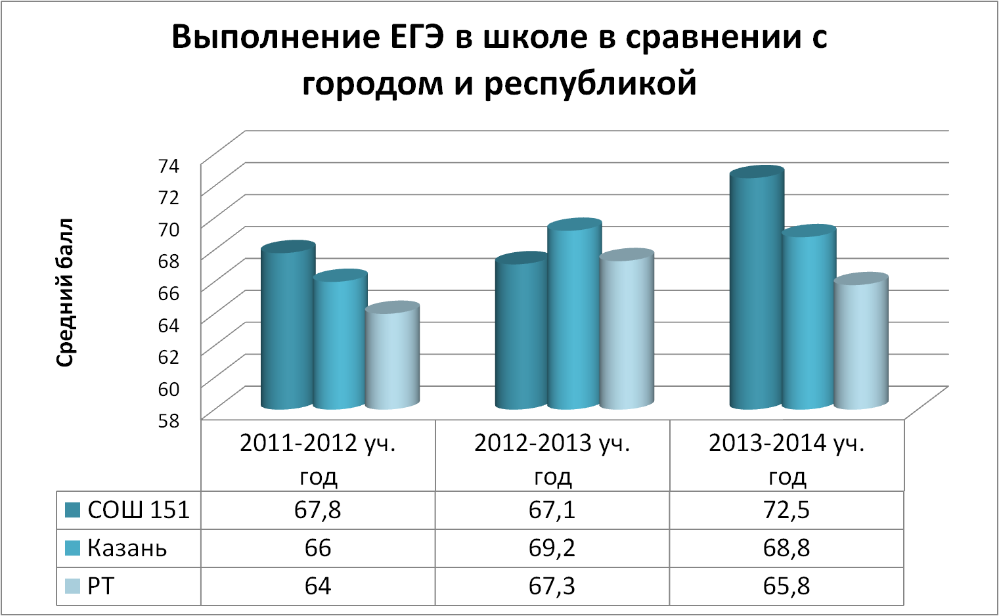 Выполнение ЕГЭ в школе в сравнении с
городом и республикой
Средний балл
74
72
70
68
66
64
62
60
58
2011-2012 уч.
год
2012-2013 уч.
год
2013-2014 уч.
год
СОШ 151 67,8 67,1 72,5
Казань 66 69,2 68,8
РТ 64 67,3 65,8